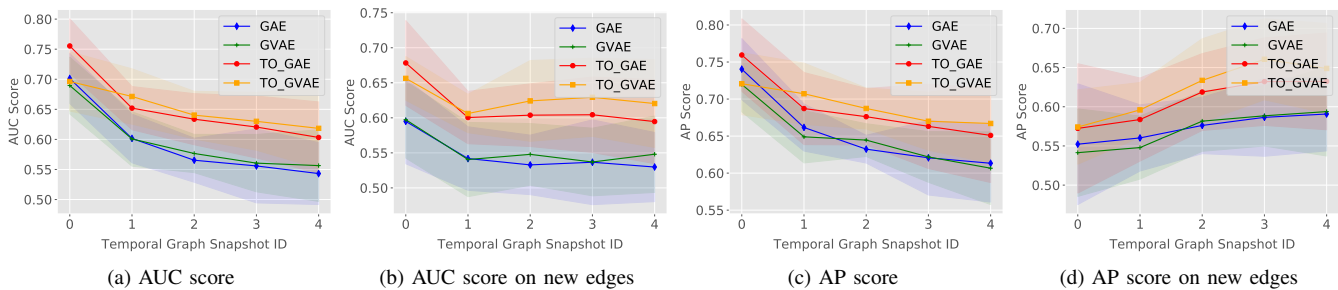 0.80
0.75
0.70
0.65
0.60
0.55
0.50
AUC Score
0 1 2 3 4
Temporal Graph Snapshot ID
GAE
GVAE
TO_GAE
TO_GVAE
(a) AUC score
0.75
0.70
0.65
0.60
0.55
0.50
AUC Score
0 1 2 3 4
Temporal Graph Snapshot ID
GAE
GVAE
TO_GAE
TO_GVAE
(b) AUC score on new edges
0.80
0.75
0.70
0.65
0.60
0.55
AP Score
0 1 2 3 4
Temporal Graph Snapshot ID
GAE
GVAE
TO_GAE
TO_GVAE
(c) AP score
0.70
0.65
0.60
0.55
0.50
AP Score
0 1 2 3 4
Temporal Graph Snapshot ID
GAE
GVAE
TO_GAE
TO_GVAE
(d) AP score on new edges